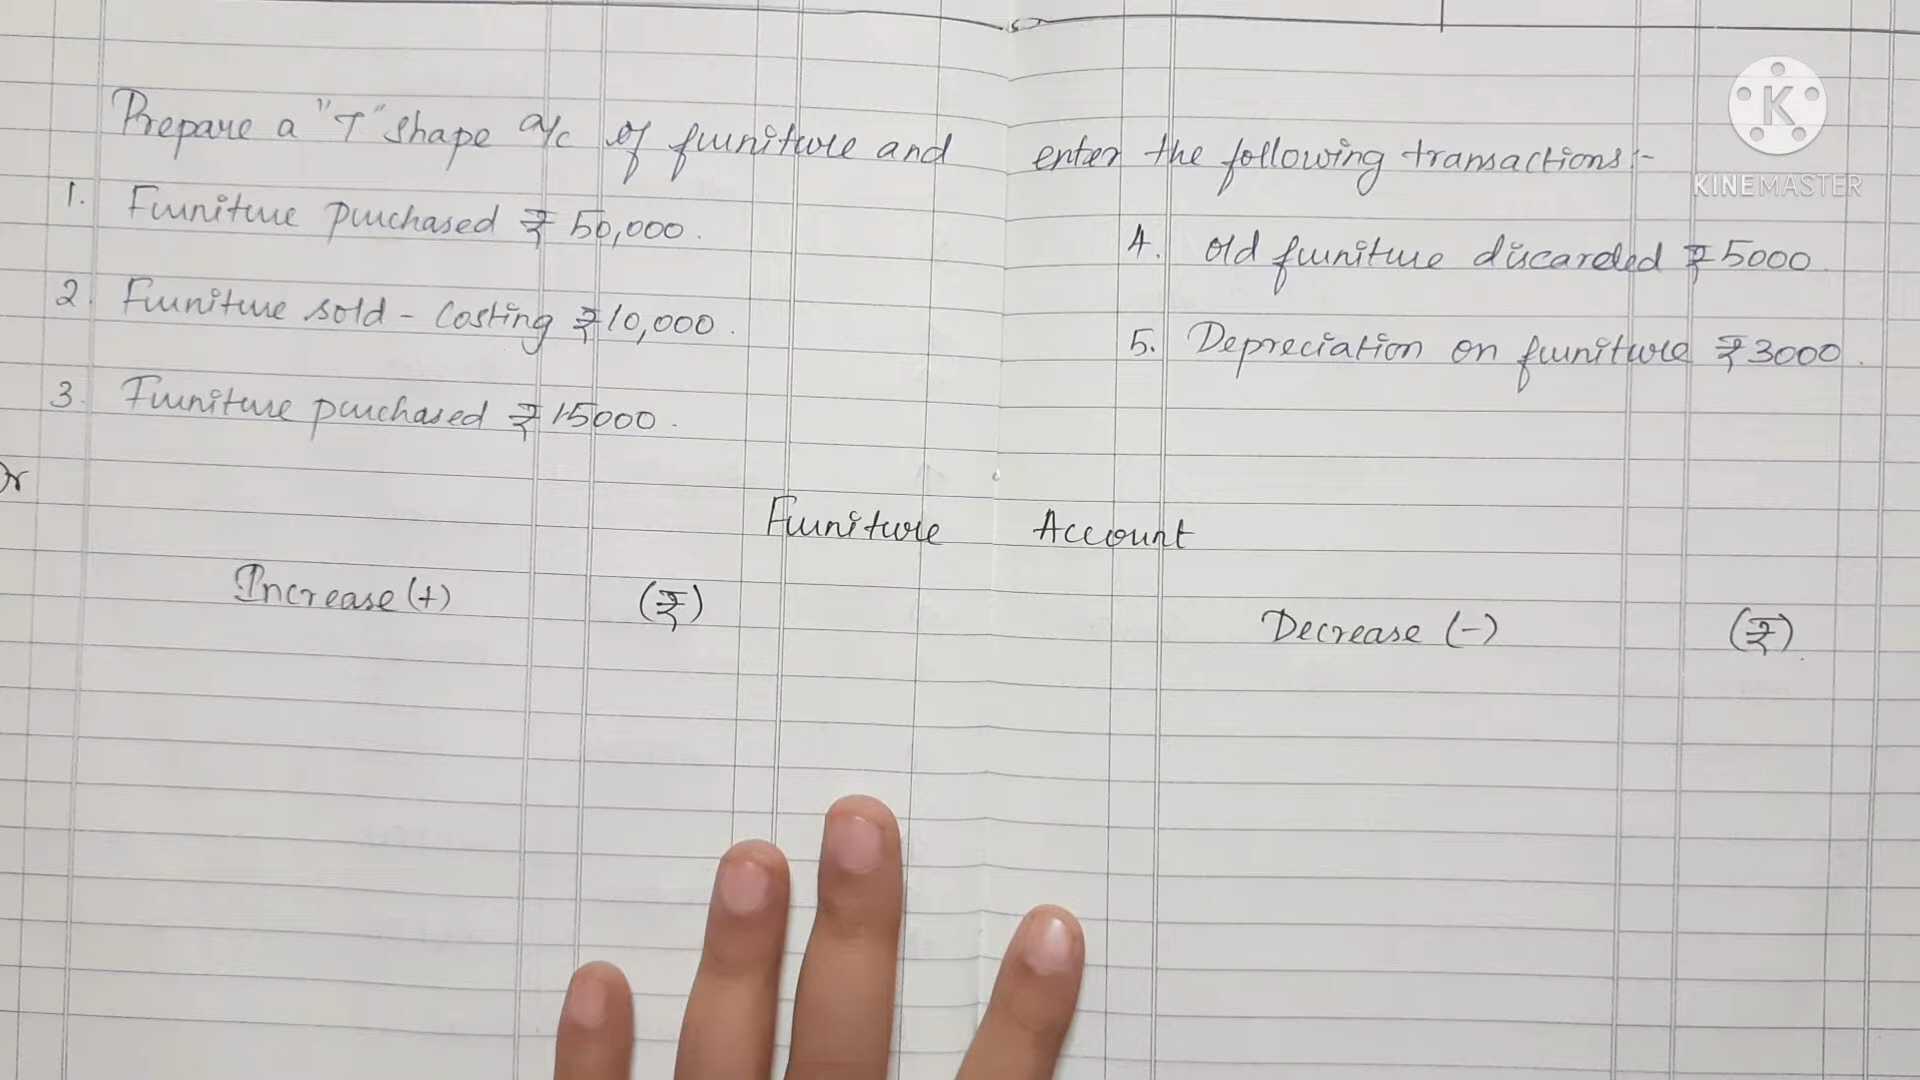 Prepare a "T" shape a/c of furniture and enter the following transactions:-
1. Furniture purchased ₹ 50,000.
2. Furniture sold - Costing ₹10,000.
3. Furniture purchased ₹15000.
4. Old furniture discarded ₹5000
5. Depreciation on furniture ₹3000.
Furniture Account
Increase (+) (₹) Decrease (-) (₹)
K
KINEMASTER